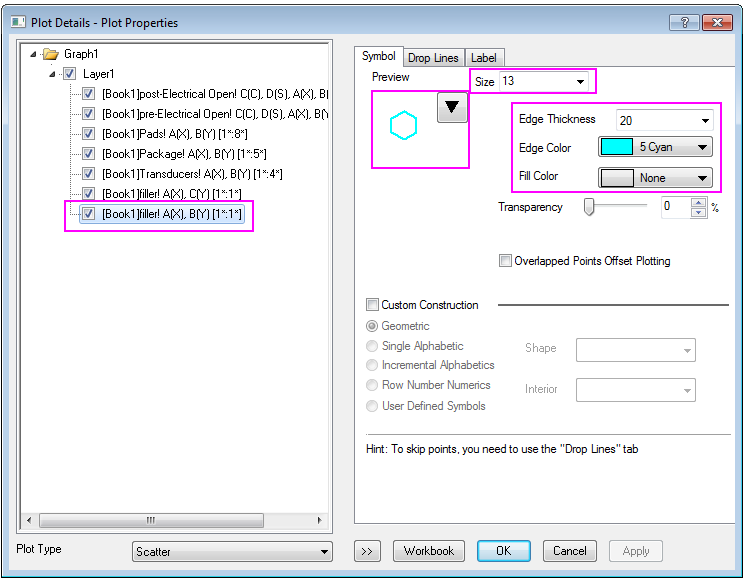 Plot Details - Plot Properties
Graph1
Layer1
[Book1]post-Electrical Open! C(C), D(S), A(X), B(
[Book1]pre-Electrical Open! C(C), D(S), A(X), B(Y
[Book1]Pads! A(X), B(Y) [1*:8*]
[Book1]Package! A(X), B(Y) [1*:5*]
[Book1]Transducers! A(X), B(Y) [1*:4*]
[Book1]filler! A(X), C(Y) [1*:1*]
[Book1]filler! A(X), B(Y) [1*:1*]
Plot Type
Scatter
Symbol
Drop Lines
Label
Preview
Size 13
Edge Thickness 20
Edge Color 5 Cyan
Fill Color None
Transparency 0 %
Overlapped Points Offset Plotting
Custom Construction
Geometric
Single Alphabetic
Incremental Alphabetics
Row Number Numerics
User Defined Symbols
Shape
Interior
Hint: To skip points, you need to use the "Drop Lines" tab
>>
Workbook
OK
Cancel
Apply